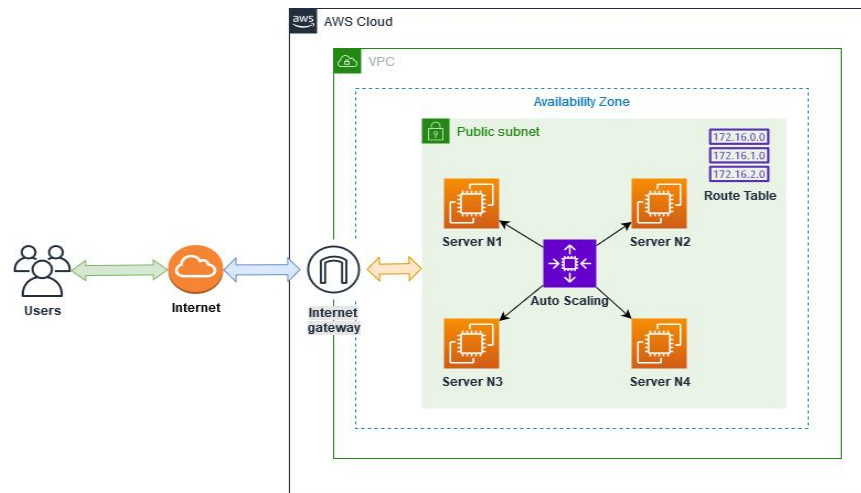 aws
AWS Cloud
VPC
Availability Zone
Public subnet
172.16.0.0
172.16.1.0
172.16.2.0
Route Table
Server N1
Server N2
Auto Scaling
Users
Internet
Internet
gateway
Server N3
Server N4